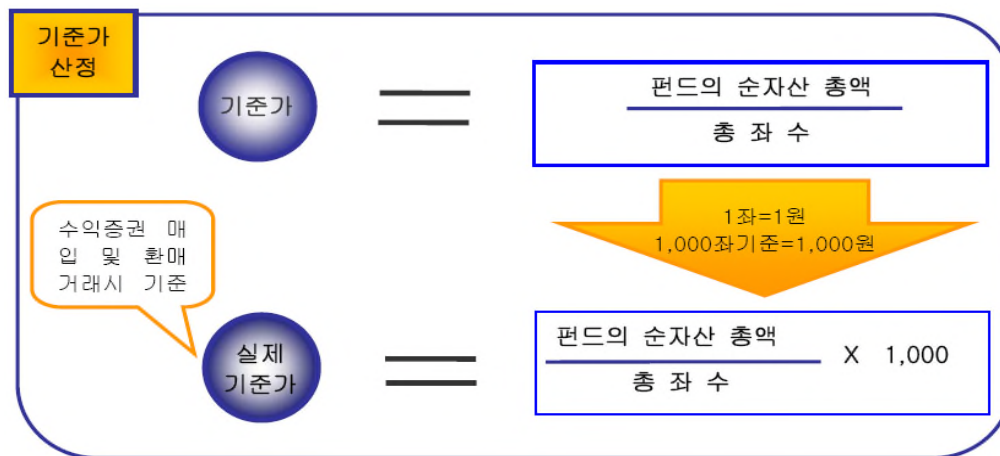 기준가
산정
기준가
펀드의 순자산 총액
총 좌 수
1좌=1원
1,000좌기준=1,000원
수익증권 매
입 및 환매
거래시 기준
실제
기준가
펀드의 순자산 총액
총 좌 수
X 1,000